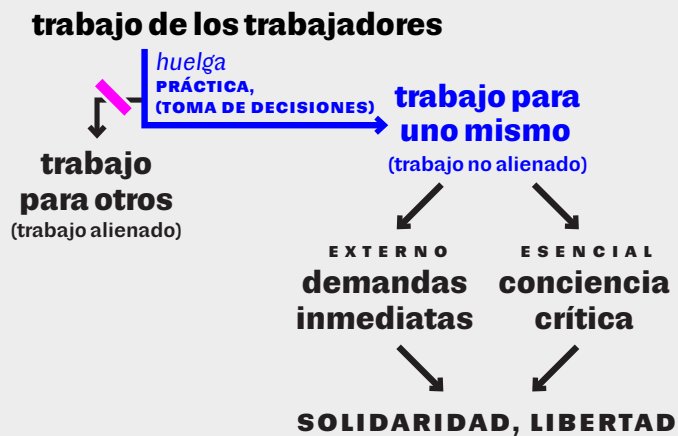 trabajo de los trabajadores
huelga
PRÁCTICA,
(TOMA DE DECISIONES)
trabajo para
uno mismo
(trabajo no alienado)
trabajo
para otros
(trabajo alienado)
EXTERNO
demandas
inmediatas
ESENCIAL
conciencia
crítica
SOLIDARIDAD, LIBERTAD